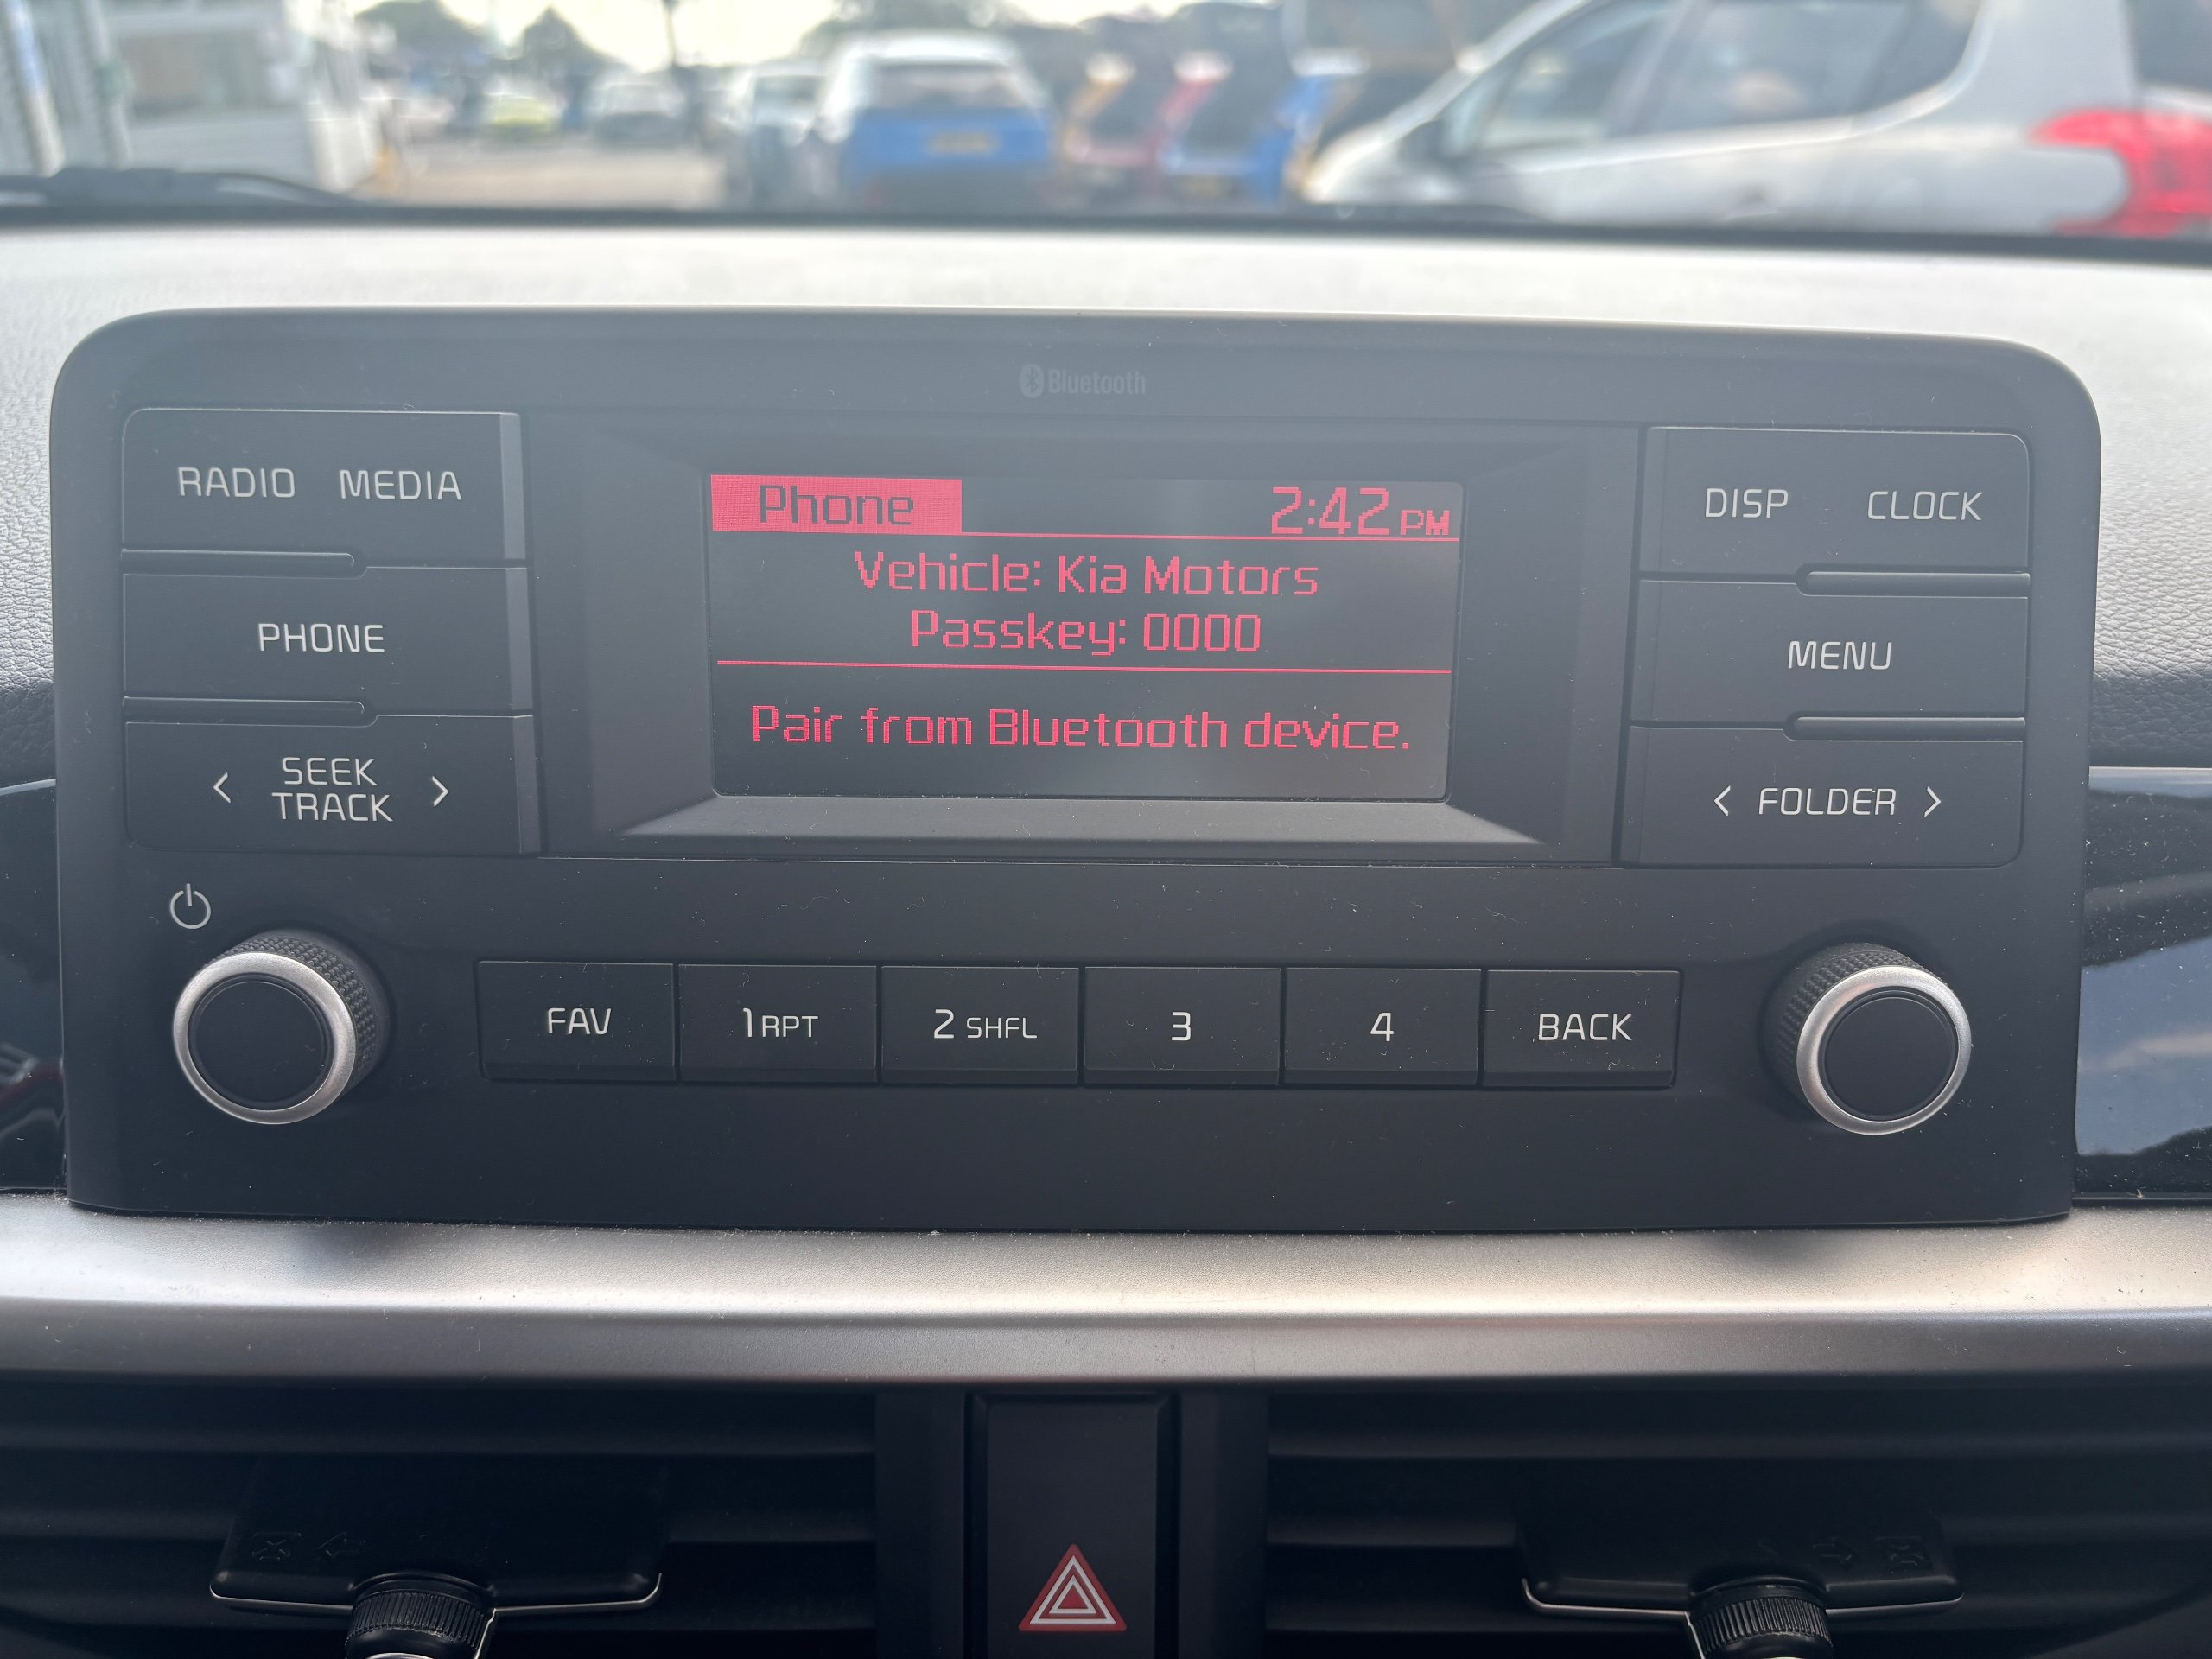 Bluetooth
RADIO MEDIA
PHONE
SEEK
TRACK
Phone 2:42 PM
Vehicle: Kia Motors
Passkey: 0000
Pair from Bluetooth device.
DISP CLOCK
MENU
FOLDER
FAV
1 RPT
2 SHFL
3
4
BACK